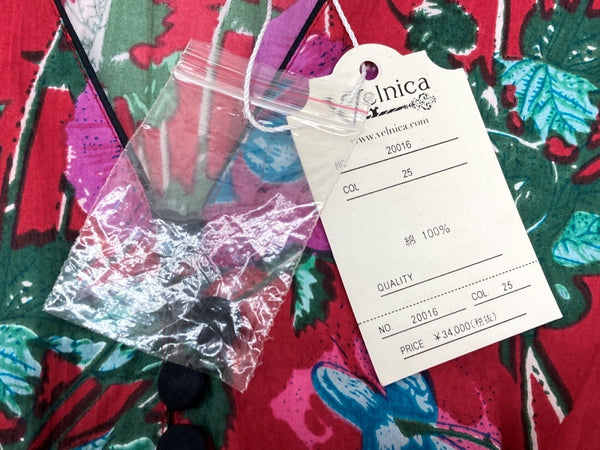 Velnica
www.velnica.com
NO. 20016
COL 25
綿 100%
QUALITY
NO. 20016 COL. 25
PRICE ¥34,000(税抜)